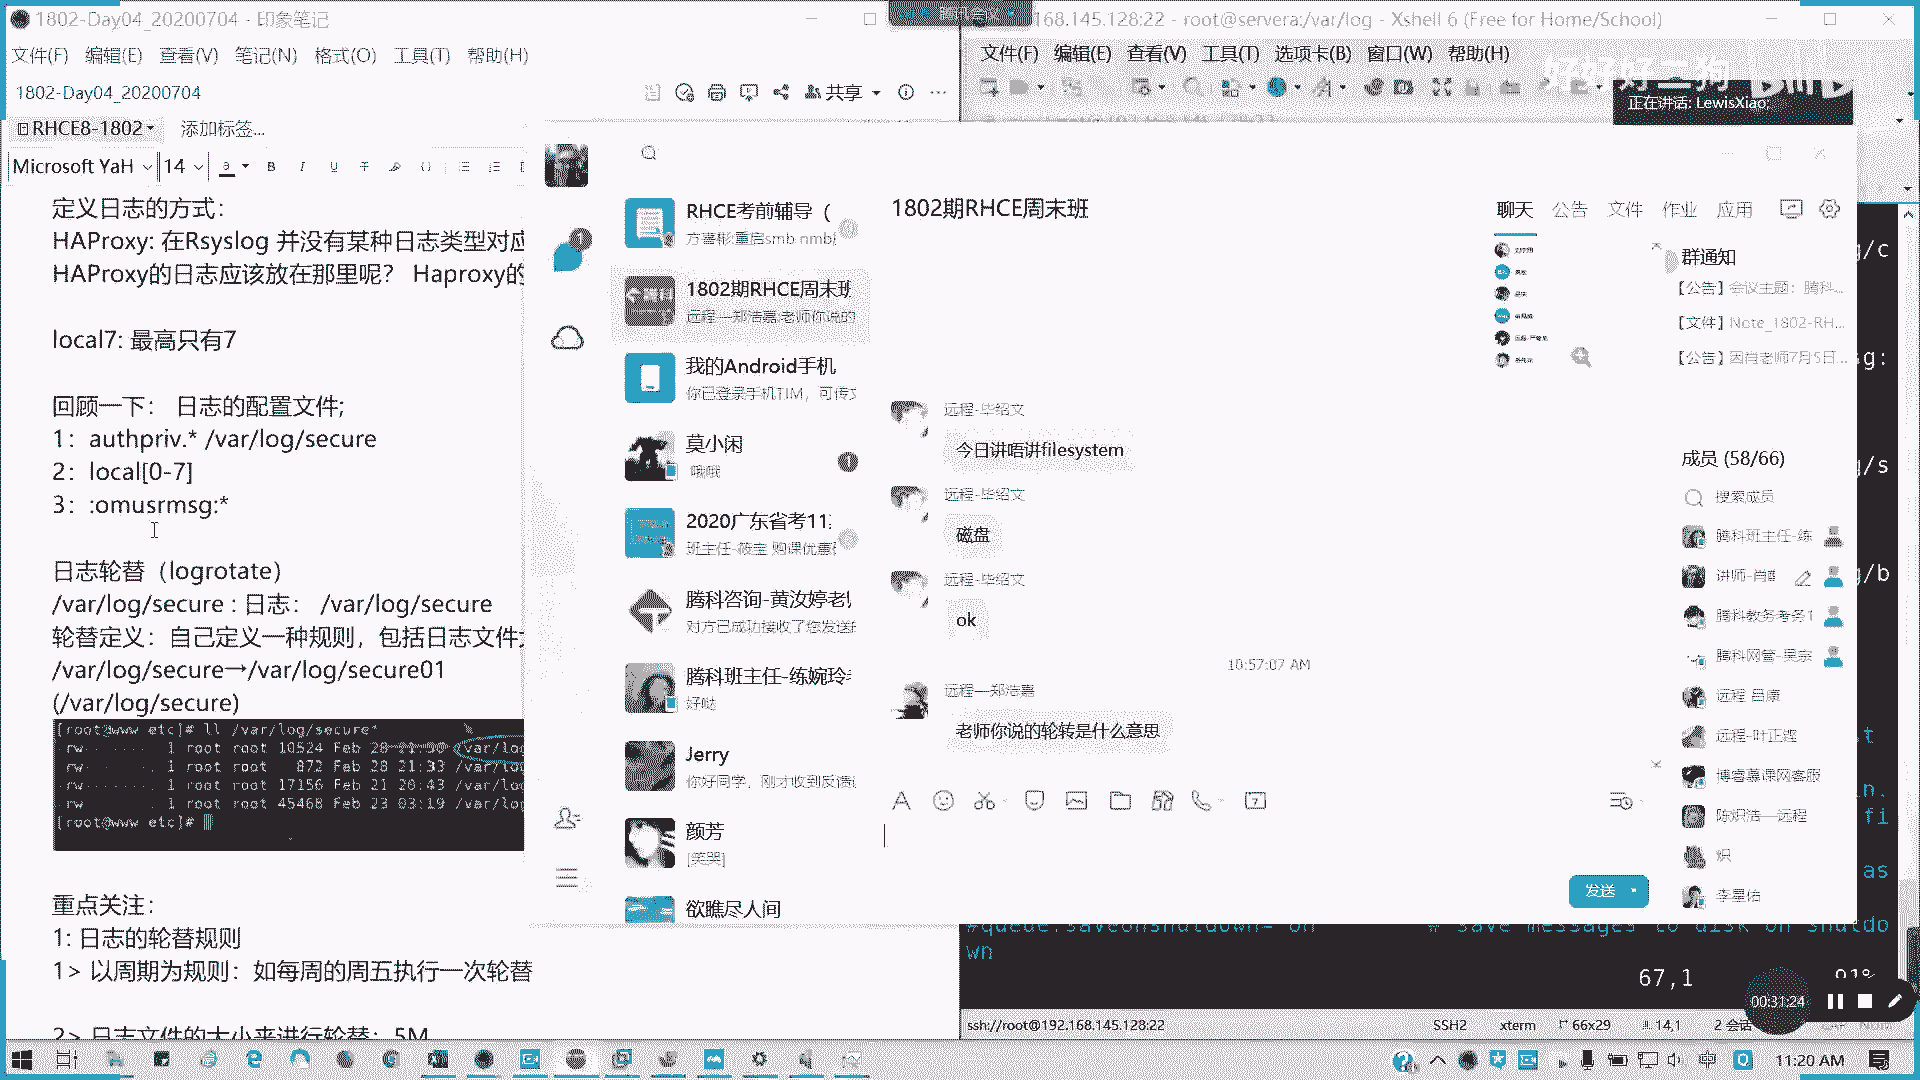 1802-Day04_20200704 - 印象笔记
文件(F) 编辑(E) 查看(V) 笔记(N) 格式(O) 工具(T) 帮助(H)
1802-Day04_20200704
共享
RHCE8-1802
添加标签...
Microsoft YaH 14
定义日志的方式：
HAProxy: 在Rsyslog 并没有某种日志类型对应
HAProxy的日志应该放在那里呢？ Haproxy的
local7: 最高只有7
回顾一下： 日志的配置文件;
1：authpriv.* /var/log/secure
2：local[0-7]
3：:omusrmsg:*
日志轮替（logrotate）
/var/log/secure : 日志： /var/log/secure
轮替定义：自己定义一种规则，包括日志文件
/var/log/secure→/var/log/secure01
(/var/log/secure)
[root@www etc]# ll /var/log/secure*
1 root root 10524 Feb 28 /var/lo
1 root root 872 Feb 28 21:33 /var/
1 root root 17156 Feb 21 20:43 /var/l
1 root root 45468 Feb 23 03:19 /var/l
[root@www etc]#
重点关注：
1: 日志的轮替规则
1> 以周期为规则：如每周的周五执行一次轮替
2> 日志文件的大小来进行轮替：5M
腾讯会议
168.145.128:22 - root@servera:/var/log - Xshell 6 (Free for Home/School)
文件(F) 编辑(E) 查看(V) 工具(T) 选项卡(B) 窗口(W) 帮助(H)
好好好二狗
正在讲话: LewisXiao;
RHCE考前辅导（
重启smb nmb
1802期RHCE周末班
远程—郑浩嘉:老师你说的
我的Android手机
你已登录手机TIM，可传文
莫小闲
哦哦
2020广东省考11
腾科咨询-黄汝婷老
对方已成功接收了您发送的
腾科班主任-练婉玲老
好哒
Jerry
你好同学，刚才收到反馈
颜芳
[笑哭]
欲瞧尽人间
1802期RHCE周末班
聊天 公告 文件 作业 应用
远程-毕绍文
今日讲唔讲filesystem
远程-毕绍文
磁盘
远程-毕绍文
ok
10:57:07 AM
远程—郑浩嘉
老师你说的轮转是什么意思
发送
群通知
【公告】会议主题：腾科...
【文件】Note_1802-RH...
【公告】因肖老师7月5日...
成员 (58/66)
搜索成员
腾科班主任-练
讲师-肖
腾科教务考务1
腾科网管-吴宗
远程-吕康
远程-叶正铿
博睿慕课网客服
陈炽浩—远程
炽
李星佑
g/c
sg:
g/s
g/b
t
n.
fi
as
#queue.saveonshutdown="on" # save messages to disk on shutdo
wn
67,1 91%
00:31:24
ssh://root@192.168.145.128:22 SSH2 xterm 66x29 14,1 2 会话 CAP NUM
中
11:20 AM